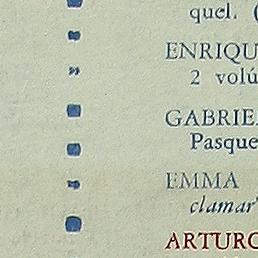 quel. (
ENRIQU
2 volú
GABRIE
Pasque
EMMA
clamar
ARTURO